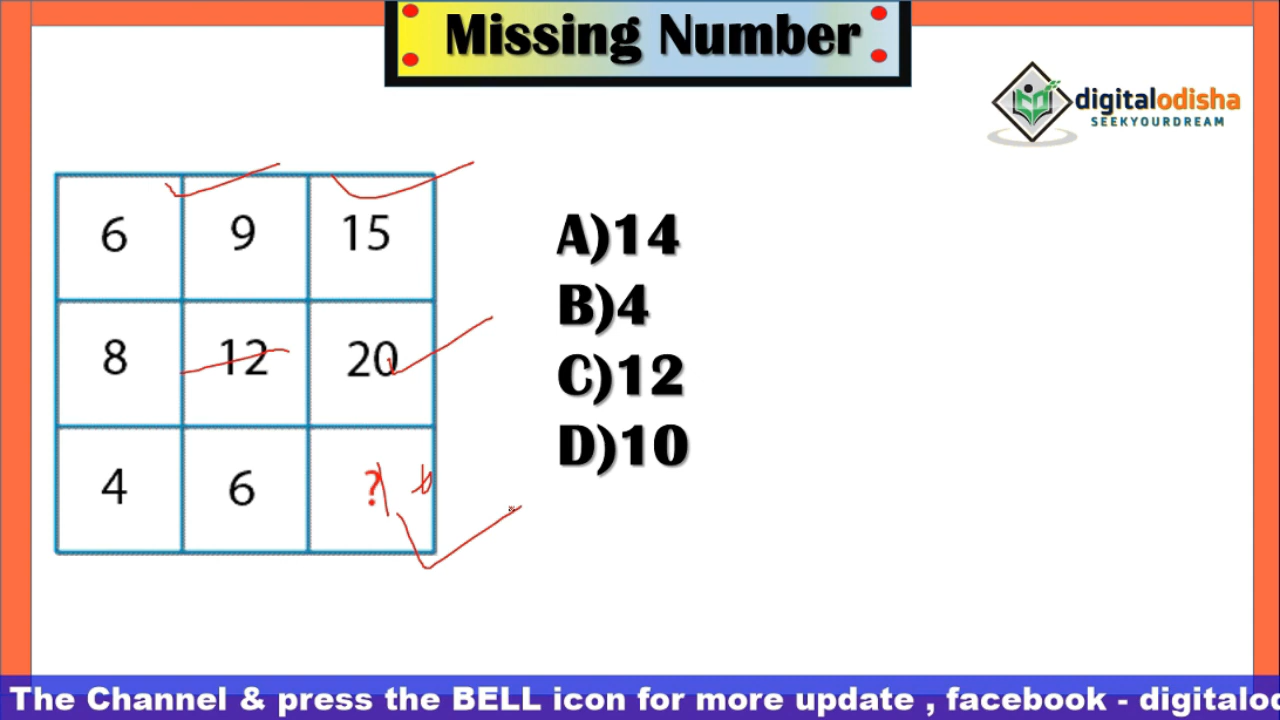 Missing Number
digitalodisha
SEEKYOURDREAM
6 9 15
8 12 20
4 6 ?
A)14
B)4
C)12
D)10
The Channel & press the BELL icon for more update , facebook - digitalod